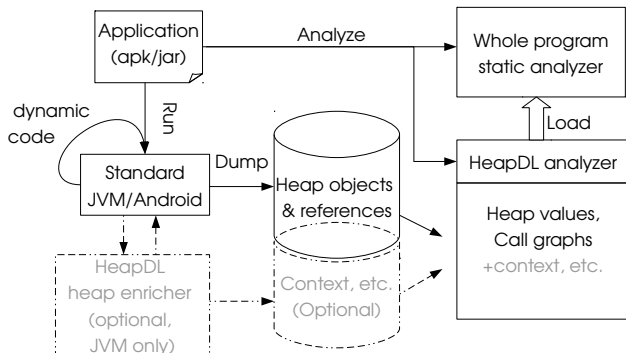 Application
(apk/jar)
Analyze
Whole program
static analyzer
dynamic
code
Run
Load
Standard
JVM/Android
Dump
Heap objects
& references
HeapDL analyzer
Heap values,
Call graphs
+context, etc.
HeapDL
heap enricher
(optional,
JVM only)
Context, etc.
(Optional)